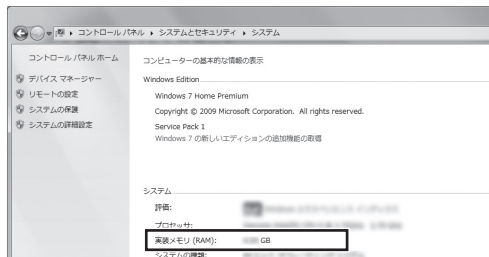 コントロール パネル ▸ システムとセキュリティ ▸ システム
コントロール パネル ホーム
デバイス マネージャー
リモートの設定
システムの保護
システムの詳細設定
コンピューターの基本的な情報の表示
Windows Edition
Windows 7 Home Premium
Copyright © 2009 Microsoft Corporation. All rights reserved.
Service Pack 1
Windows 7 の新しいエディションの追加機能の取得
システム
評価:
プロセッサ:
実装メモリ (RAM): GB
システムの種類: